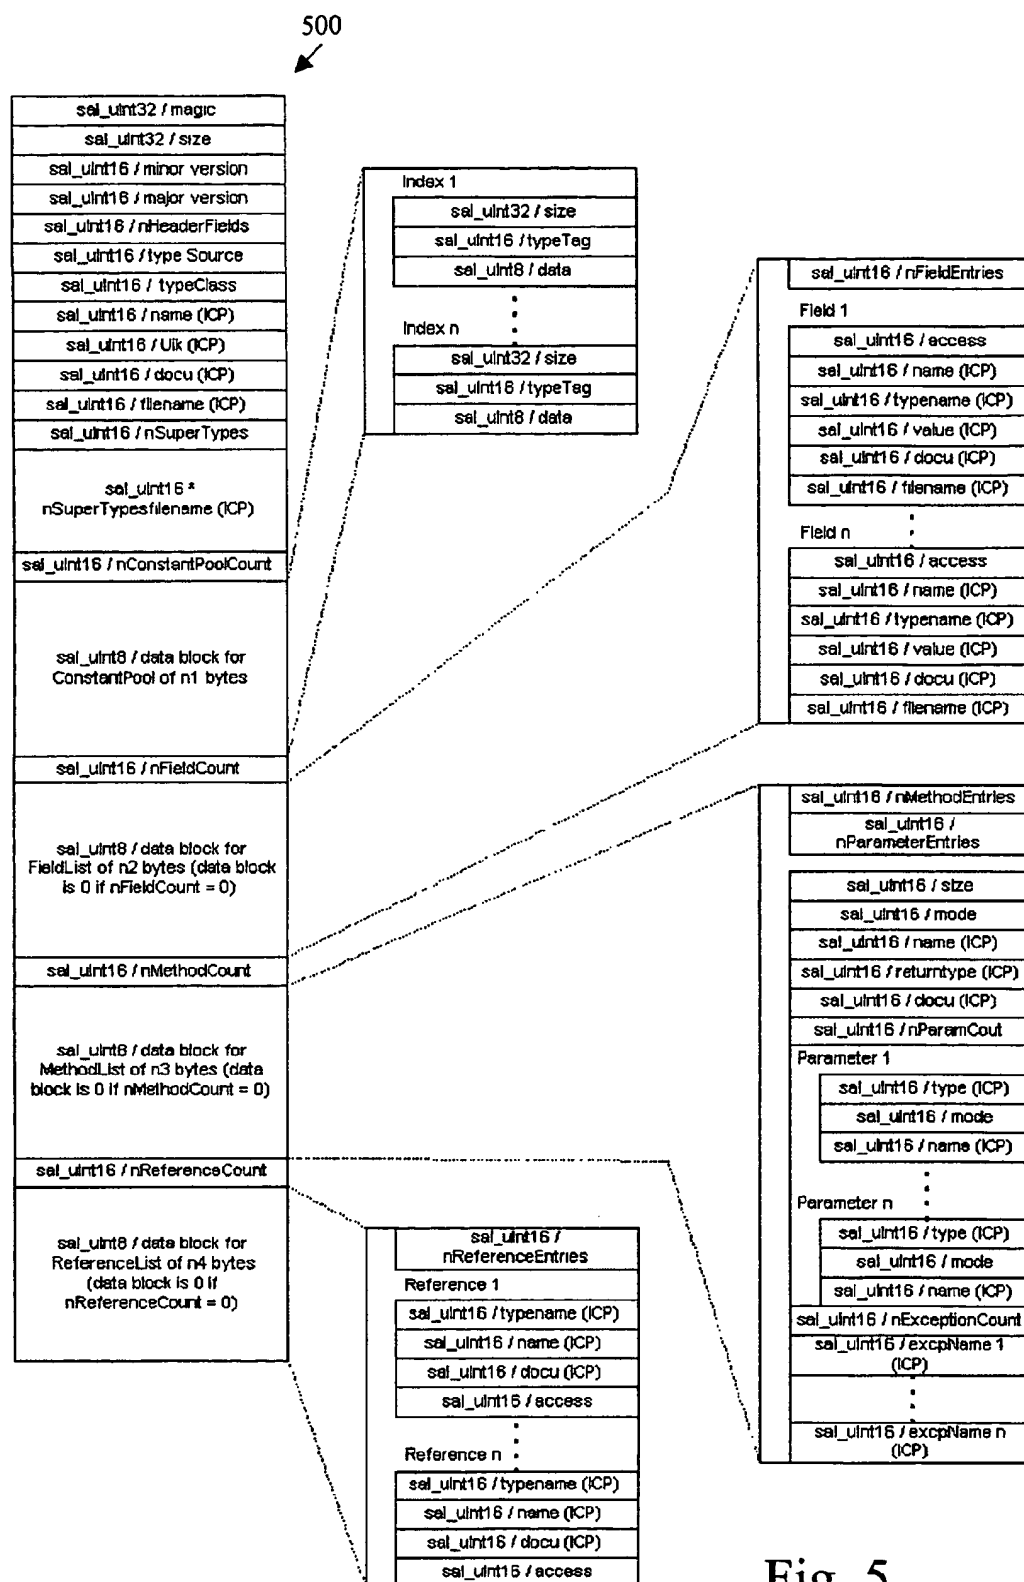 500
sal_uint32 / magic
sal_uint32 / size
sal_uint16 / minor version
sal_uint16 / major version
sal_uint16 / nHeaderFields
sal_uint16 / type Source
sal_uint16 / typeClass
sal_uint16 / name (ICP)
sal_uint16 / Uik (ICP)
sal_uint16 / docu (ICP)
sal_uint16 / filename (ICP)
sal_uint16 / nSuperTypes
sal_uint16 *
nSuperTypesfilename (ICP)
sal_uint16 / nConstantPoolCount
sal_uint8 / data block for
ConstantPool of n1 bytes
sal_uint16 / nFieldCount
sal_uint8 / data block for
FieldList of n2 bytes (data block
is 0 if nFieldCount = 0)
sal_uint16 / nMethodCount
sal_uint8 / data block for
MethodList of n3 bytes (data
block is 0 if nMethodCount = 0)
sal_uint16 / nReferenceCount
sal_uint8 / data block for
ReferenceList of n4 bytes
(data block is 0 if
nReferenceCount = 0)
Index 1
sal_uint32 / size
sal_uint16 / typeTag
sal_uint8 / data
Index n
sal_uint32 / size
sal_uint16 / typeTag
sal_uint8 / data
sal_uint16 / nFieldEntries
Field 1
sal_uint16 / access
sal_uint16 / name (ICP)
sal_uint16 / typename (ICP)
sal_uint16 / value (ICP)
sal_uint16 / docu (ICP)
sal_uint16 / filename (ICP)
Field n
sal_uint16 / access
sal_uint16 / name (ICP)
sal_uint16 / typename (ICP)
sal_uint16 / value (ICP)
sal_uint16 / docu (ICP)
sal_uint16 / filename (ICP)
sal_uint16 / nMethodEntries
sal_uint16 /
nParameterEntries
sal_uint16 / size
sal_uint16 / mode
sal_uint16 / name (ICP)
sal_uint16 / returntype (ICP)
sal_uint16 / docu (ICP)
sal_uint16 / nParamCout
Parameter 1
sal_uint16 / type (ICP)
sal_uint16 / mode
sal_uint16 / name (ICP)
Parameter n
sal_uint16 / type (ICP)
sal_uint16 / mode
sal_uint16 / name (ICP)
sal_uint16 / nExceptionCount
sal_uint16 / excpName 1
(ICP)
sal_uint16 / excpName n
(ICP)
sal_uint16 /
nReferenceEntries
Reference 1
sal_uint16 / typename (ICP)
sal_uint16 / name (ICP)
sal_uint16 / docu (ICP)
sal_uint16 / access
Reference n
sal_uint16 / typename (ICP)
sal_uint16 / name (ICP)
sal_uint16 / docu (ICP)
sal_uint16 / access
Fig. 5